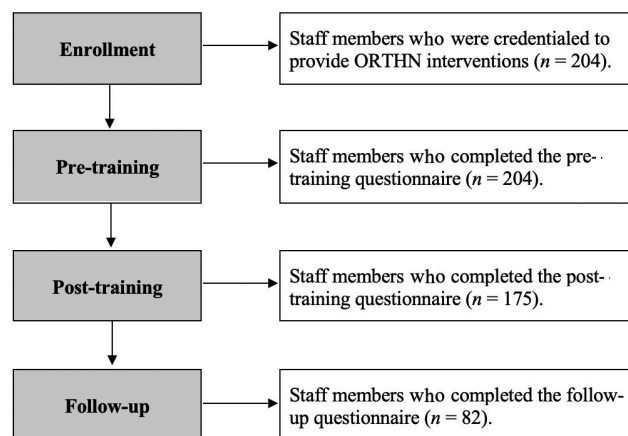 Enrollment
Staff members who were credentialed to
provide ORTHN interventions (n = 204).
Pre-training
Staff members who completed the pre-
training questionnaire (n = 204).
Post-training
Staff members who completed the post-
training questionnaire (n = 175).
Follow-up
Staff members who completed the follow-
up questionnaire (n = 82).